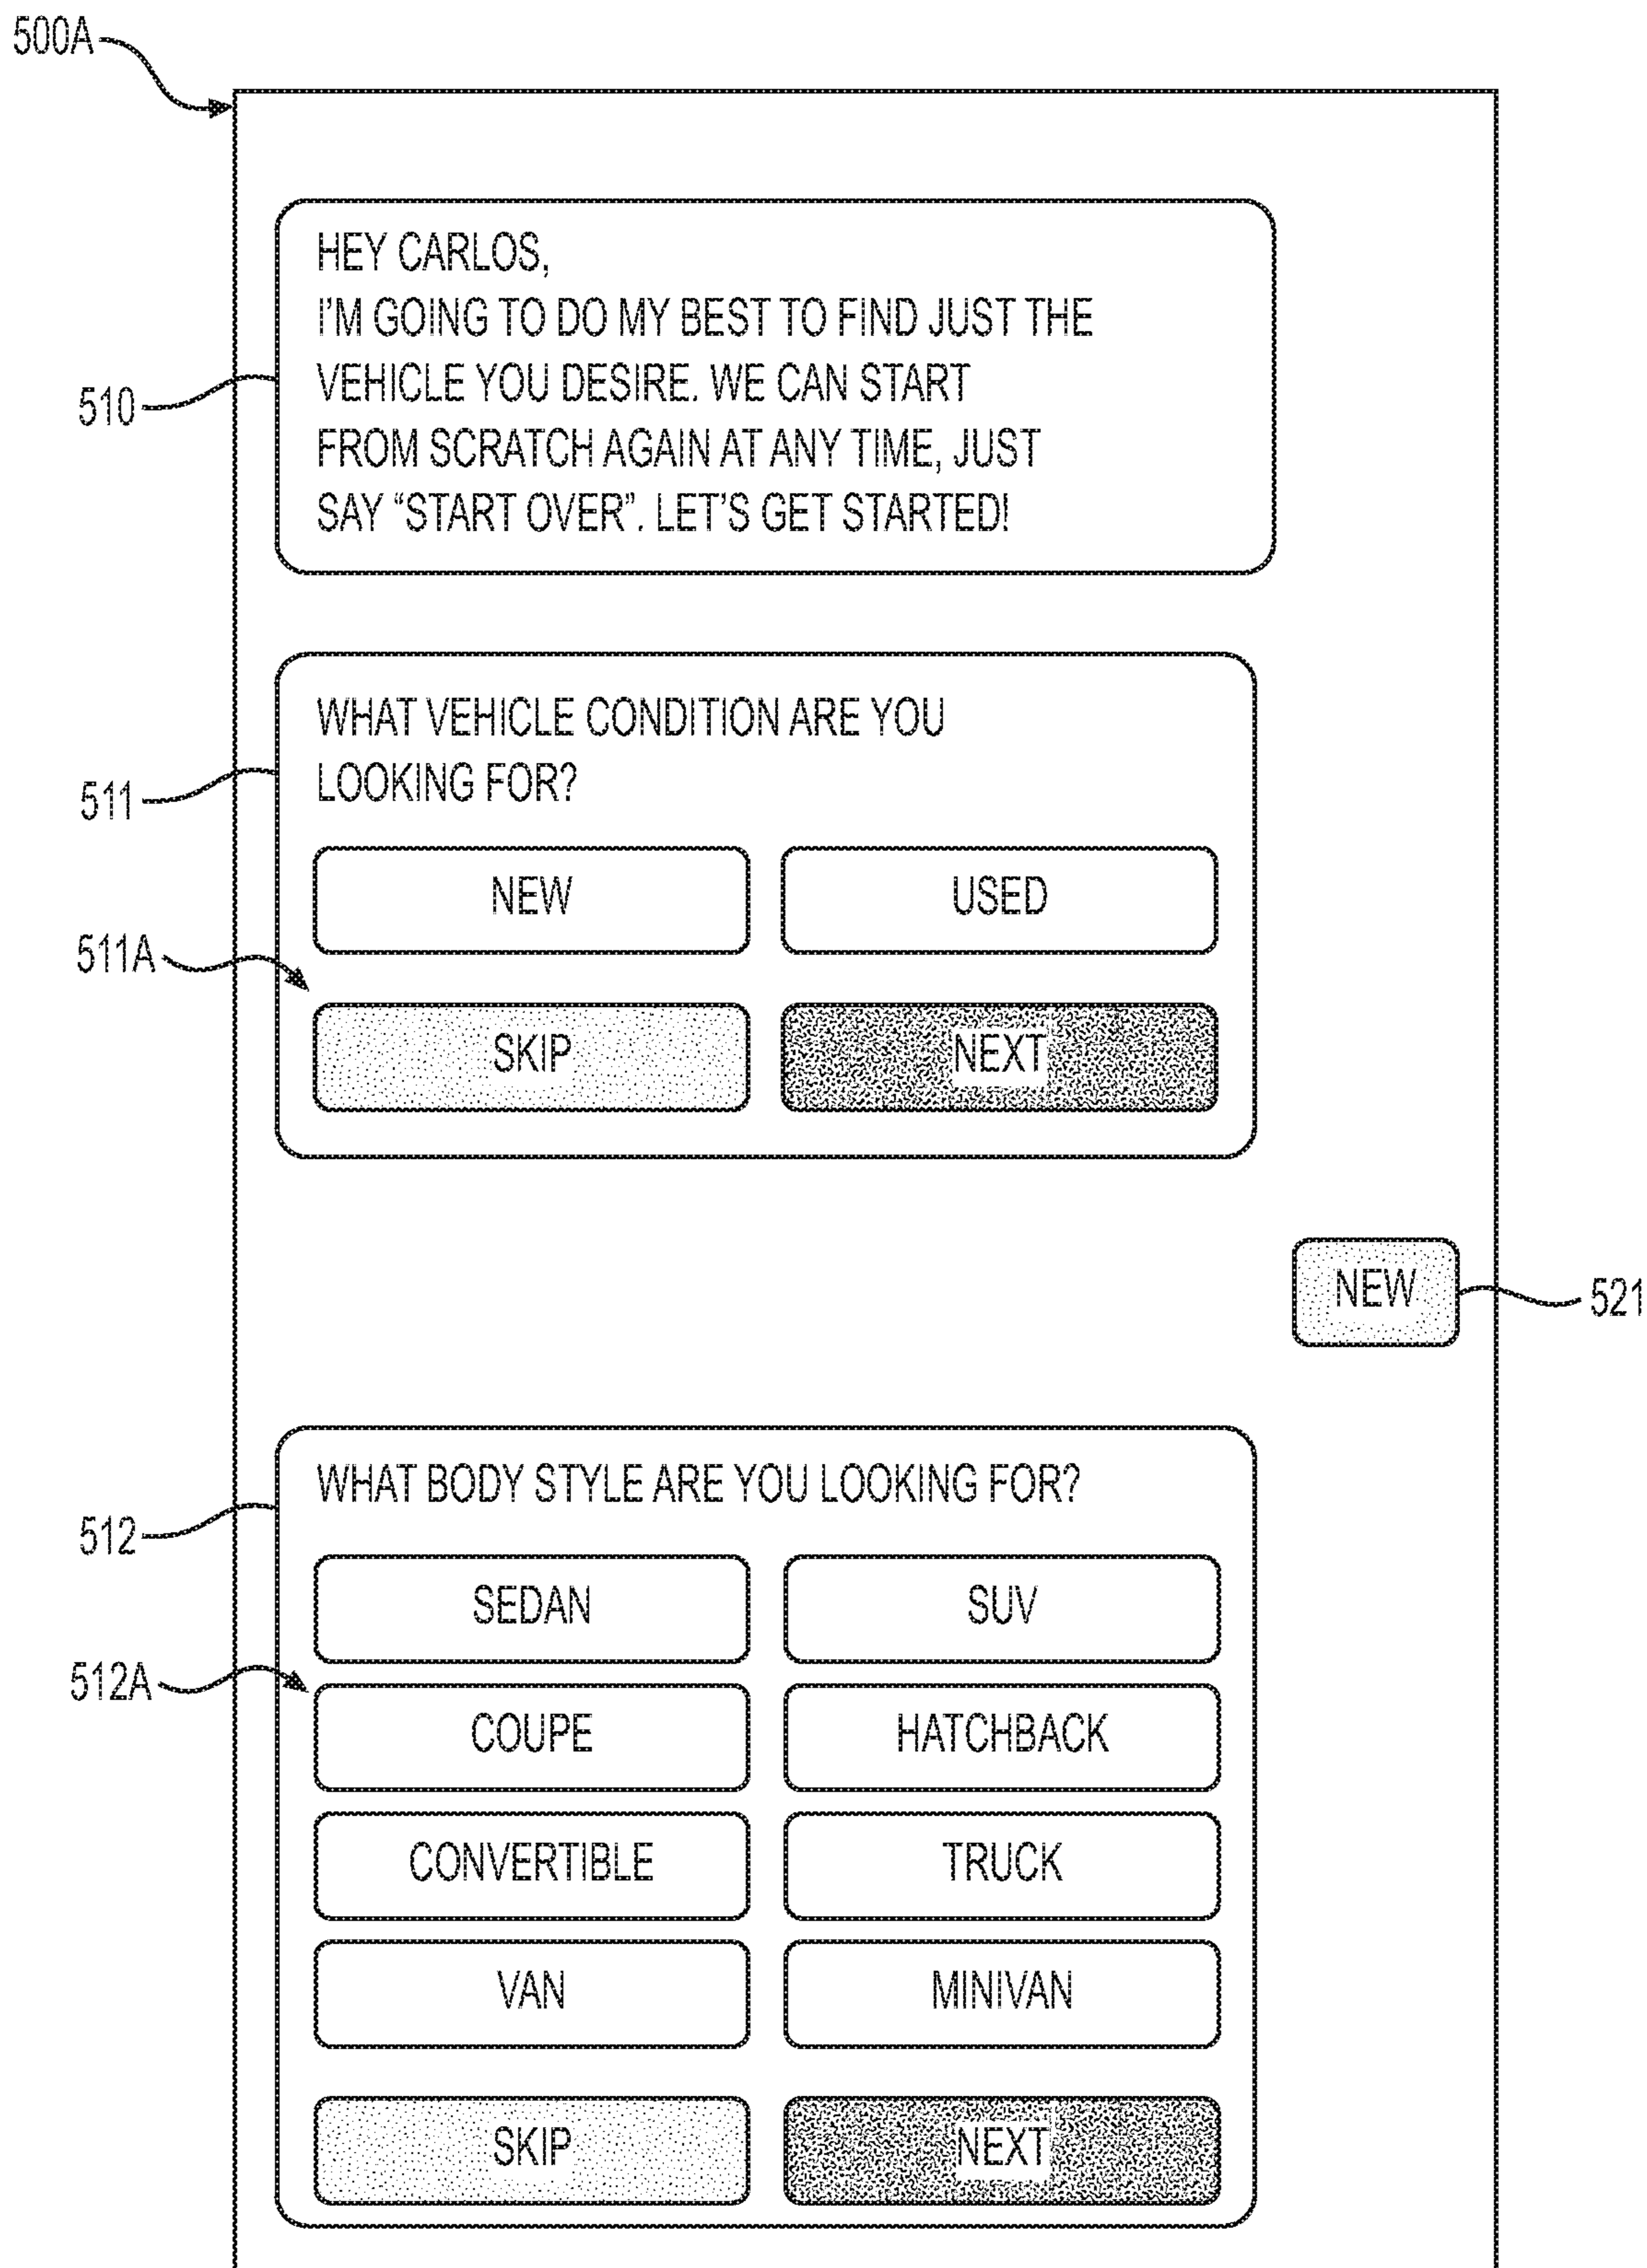 500A
HEY CARLOS,
I'M GOING TO DO MY BEST TO FIND JUST THE
VEHICLE YOU DESIRE. WE CAN START
FROM SCRATCH AGAIN AT ANY TIME, JUST
SAY “START OVER”. LET'S GET STARTED!
510
WHAT VEHICLE CONDITION ARE YOU
LOOKING FOR?
511
NEW
USED
511A
SKIP
NEXT
NEW
521
WHAT BODY STYLE ARE YOU LOOKING FOR?
512
SEDAN
SUV
512A
COUPE
HATCHBACK
CONVERTIBLE
TRUCK
VAN
MINIVAN
SKIP
NEXT